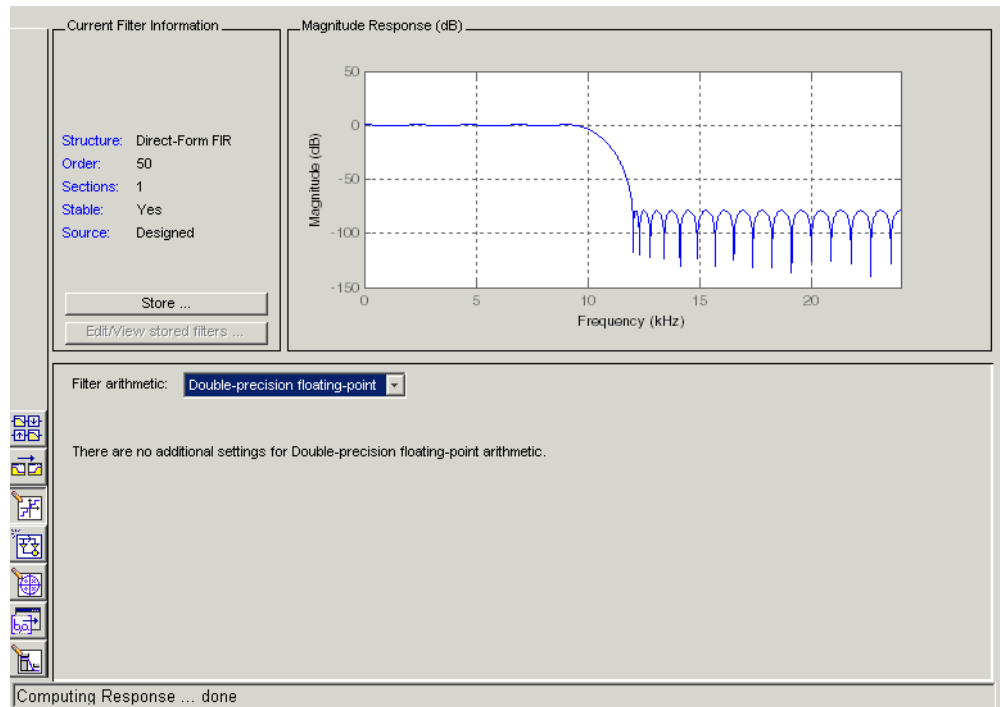 Current Filter Information
Structure: Direct-Form FIR
Order: 50
Sections: 1
Stable: Yes
Source: Designed
Store ...
Edit/View stored filters ...
Magnitude Response (dB)
Magnitude (dB)
50
0
-50
-100
-150
0 5 10 15 20
Frequency (kHz)
Filter arithmetic: Double-precision floating-point
There are no additional settings for Double-precision floating-point arithmetic.
[b,a]
Computing Response ... done